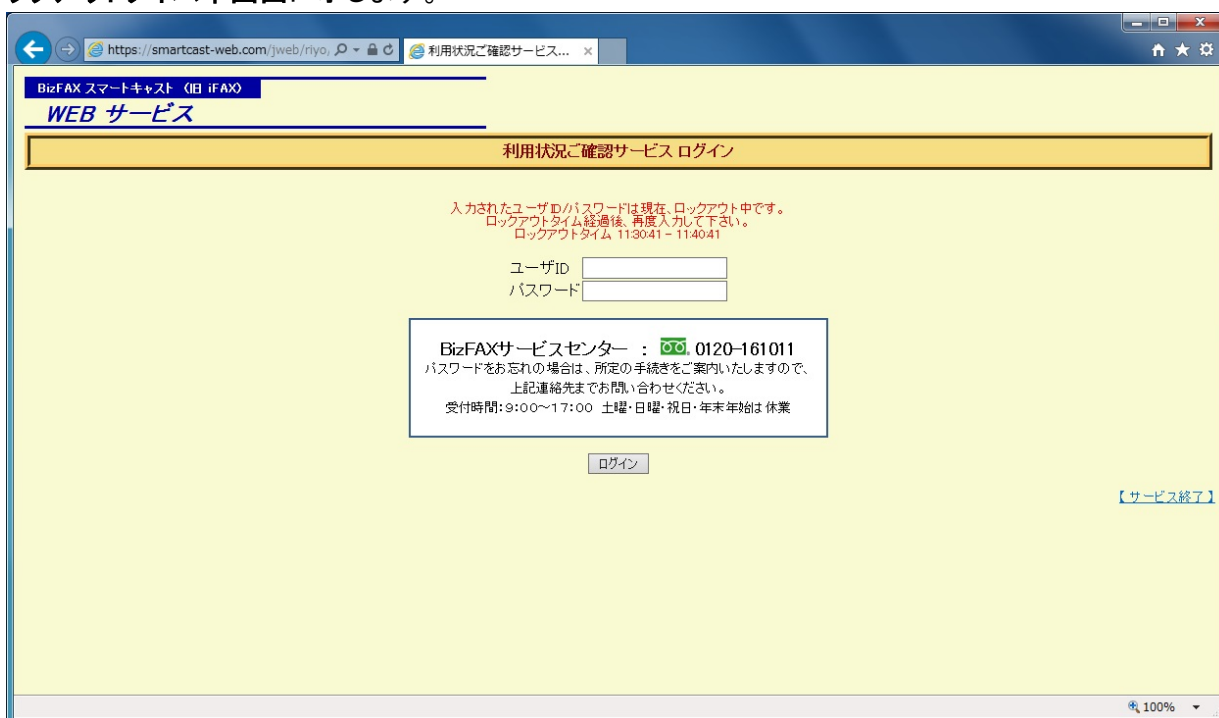 https://smartcast-web.com/jweb/riyo,
利用状況ご確認サービス...
BizFAX スマートキャスト（旧 iFAX）
WEB サービス
利用状況ご確認サービス ログイン
入力されたユーザID/パスワードは現在、ロックアウト中です。
ロックアウトタイム経過後、再度入力して下さい。
ロックアウトタイム 11:30:41 - 11:40:41
ユーザID
パスワード
BizFAXサービスセンター : 0120-161011
パスワードをお忘れの場合は、所定の手続きをご案内いたしますので、
上記連絡先までお問い合わせください。
受付時間：9:00～17:00 土曜・日曜・祝日・年末年始は休業
ログイン
【サービス終了】
100%